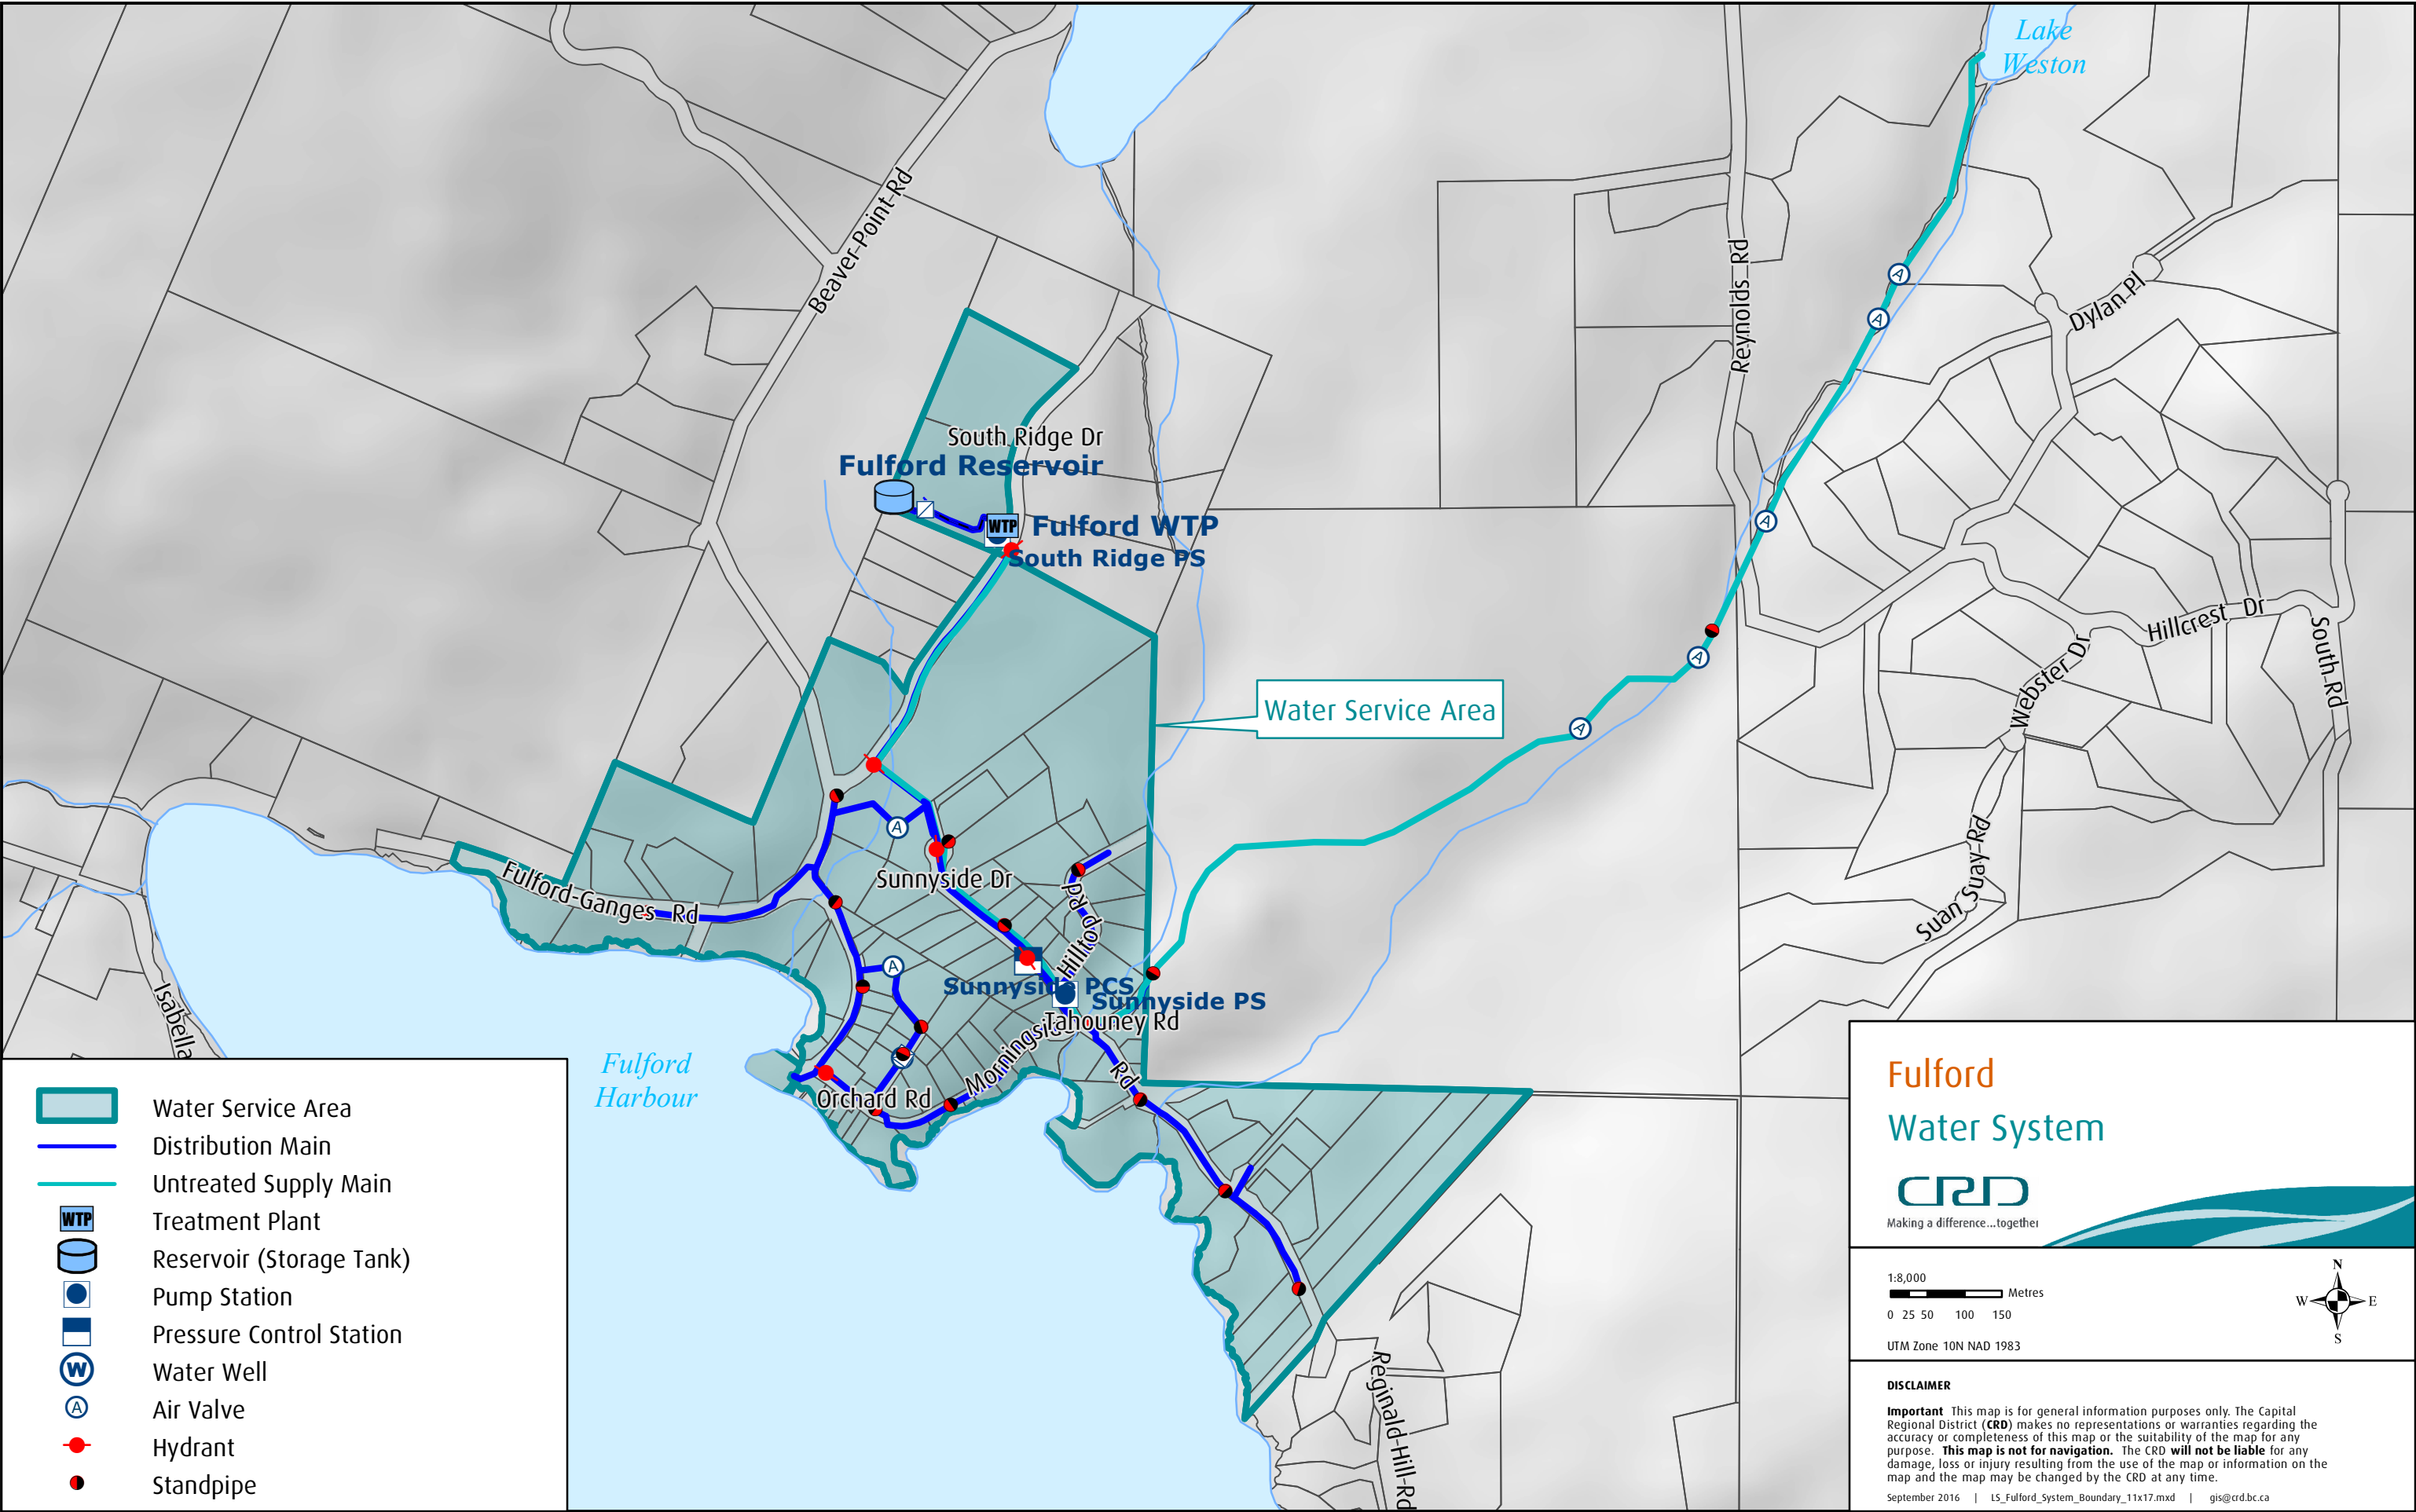 Lake
Weston
Beaver-Point-Rd
Reynolds Rd
Dylan Pl
South Ridge Dr
Fulford Reservoir
WTP
Fulford WTP
South Ridge PS
Hillcrest Dr
Webster Dr
South-Rd
Water Service Area
Suan Suay-Rd
A
A
A
A
A
A
A
Sunnyside Dr
Fulford-Ganges Rd
Hilltop Rd
Sunnyside PCS
Sunnyside PS
Tahouney Rd
Morningside Rd
Orchard Rd
Isabella
Fulford
Harbour
Reginald-Hill-Rd
Water Service Area
Distribution Main
Untreated Supply Main
WTP
Treatment Plant
Reservoir (Storage Tank)
Pump Station
Pressure Control Station
W
Water Well
A
Air Valve
Hydrant
Standpipe
Fulford
Water System
CRD
Making a difference...together
1:8,000
Metres
0 25 50 100 150
UTM Zone 10N NAD 1983
N
W E
S
DISCLAIMER
Important This map is for general information purposes only. The Capital
Regional District (CRD) makes no representations or warranties regarding the
accuracy or completeness of this map or the suitability of the map for any
purpose. This map is not for navigation. The CRD will not be liable for any
damage, loss or injury resulting from the use of the map or information on the
map and the map may be changed by the CRD at any time.
September 2016 | LS_Fulford_System_Boundary_11x17.mxd | gis@crd.bc.ca